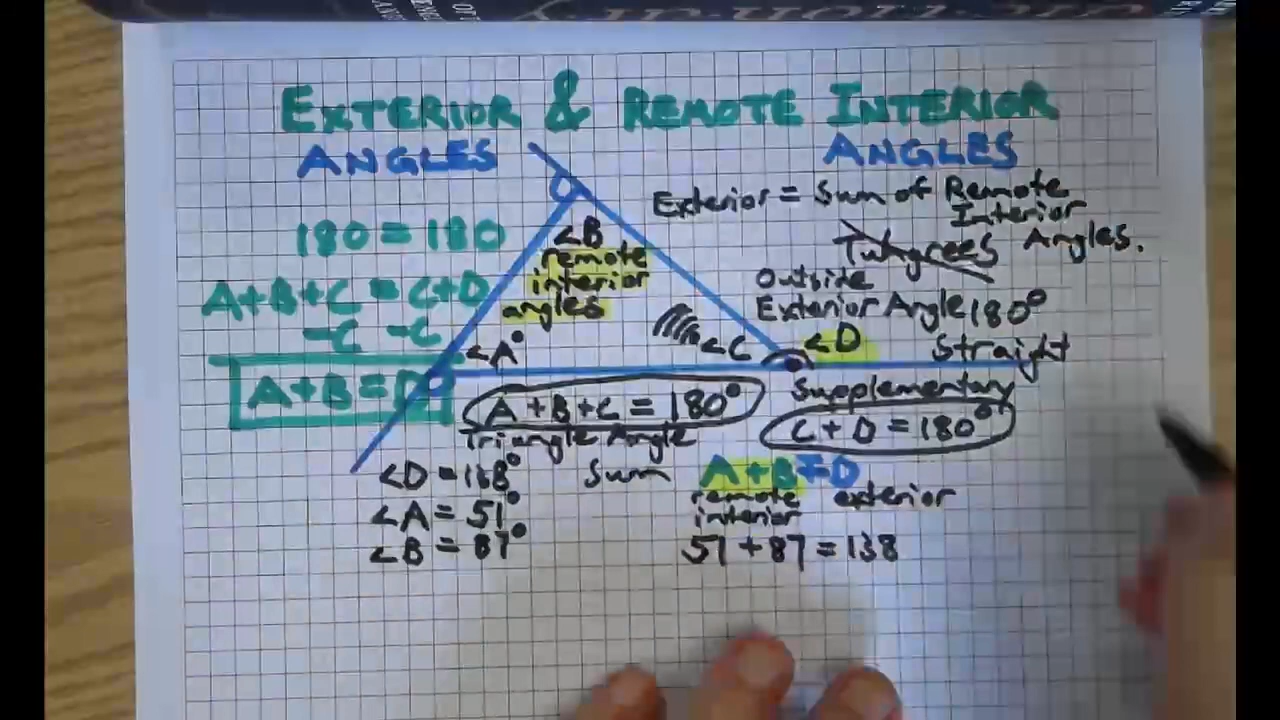 EXTERIOR & REMOTE INTERIOR
ANGLES
ANGLES
Exterior = Sum of Remote
Interior
Angles.
180 = 180
A+B+C = C+D
-C -C
A+B=D
∠B
remote
interior
angles
Outside
Exterior Angle 180°
∠A°
∠C
∠D
Straight
A+B+C = 180°
Triangle Angle
Sum
Supplementary
C+D=180°
∠D = 138°
∠A = 51°
∠B = 87°
A+B=D
remote exterior
interior
51+87=138